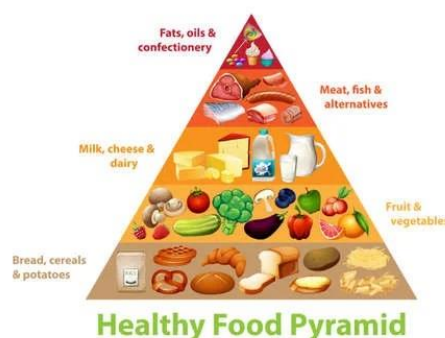 Fats, oils &
confectionery
Meat, fish &
alternatives
Milk, cheese &
dairy
Fruit &
vegetables
Bread, cereals
& potatoes
Healthy Food Pyramid